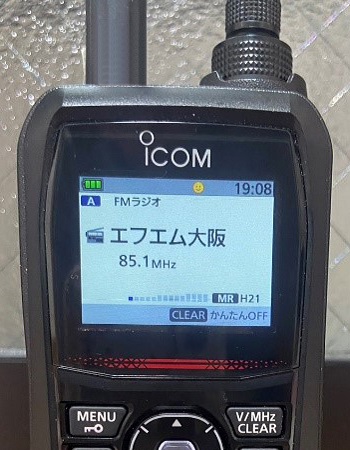 ICOM
19:08
A FMラジオ
エフエム大阪
85.1MHz
MR H21
CLEAR かんたんOFF
MENU V/MHz
CLEAR